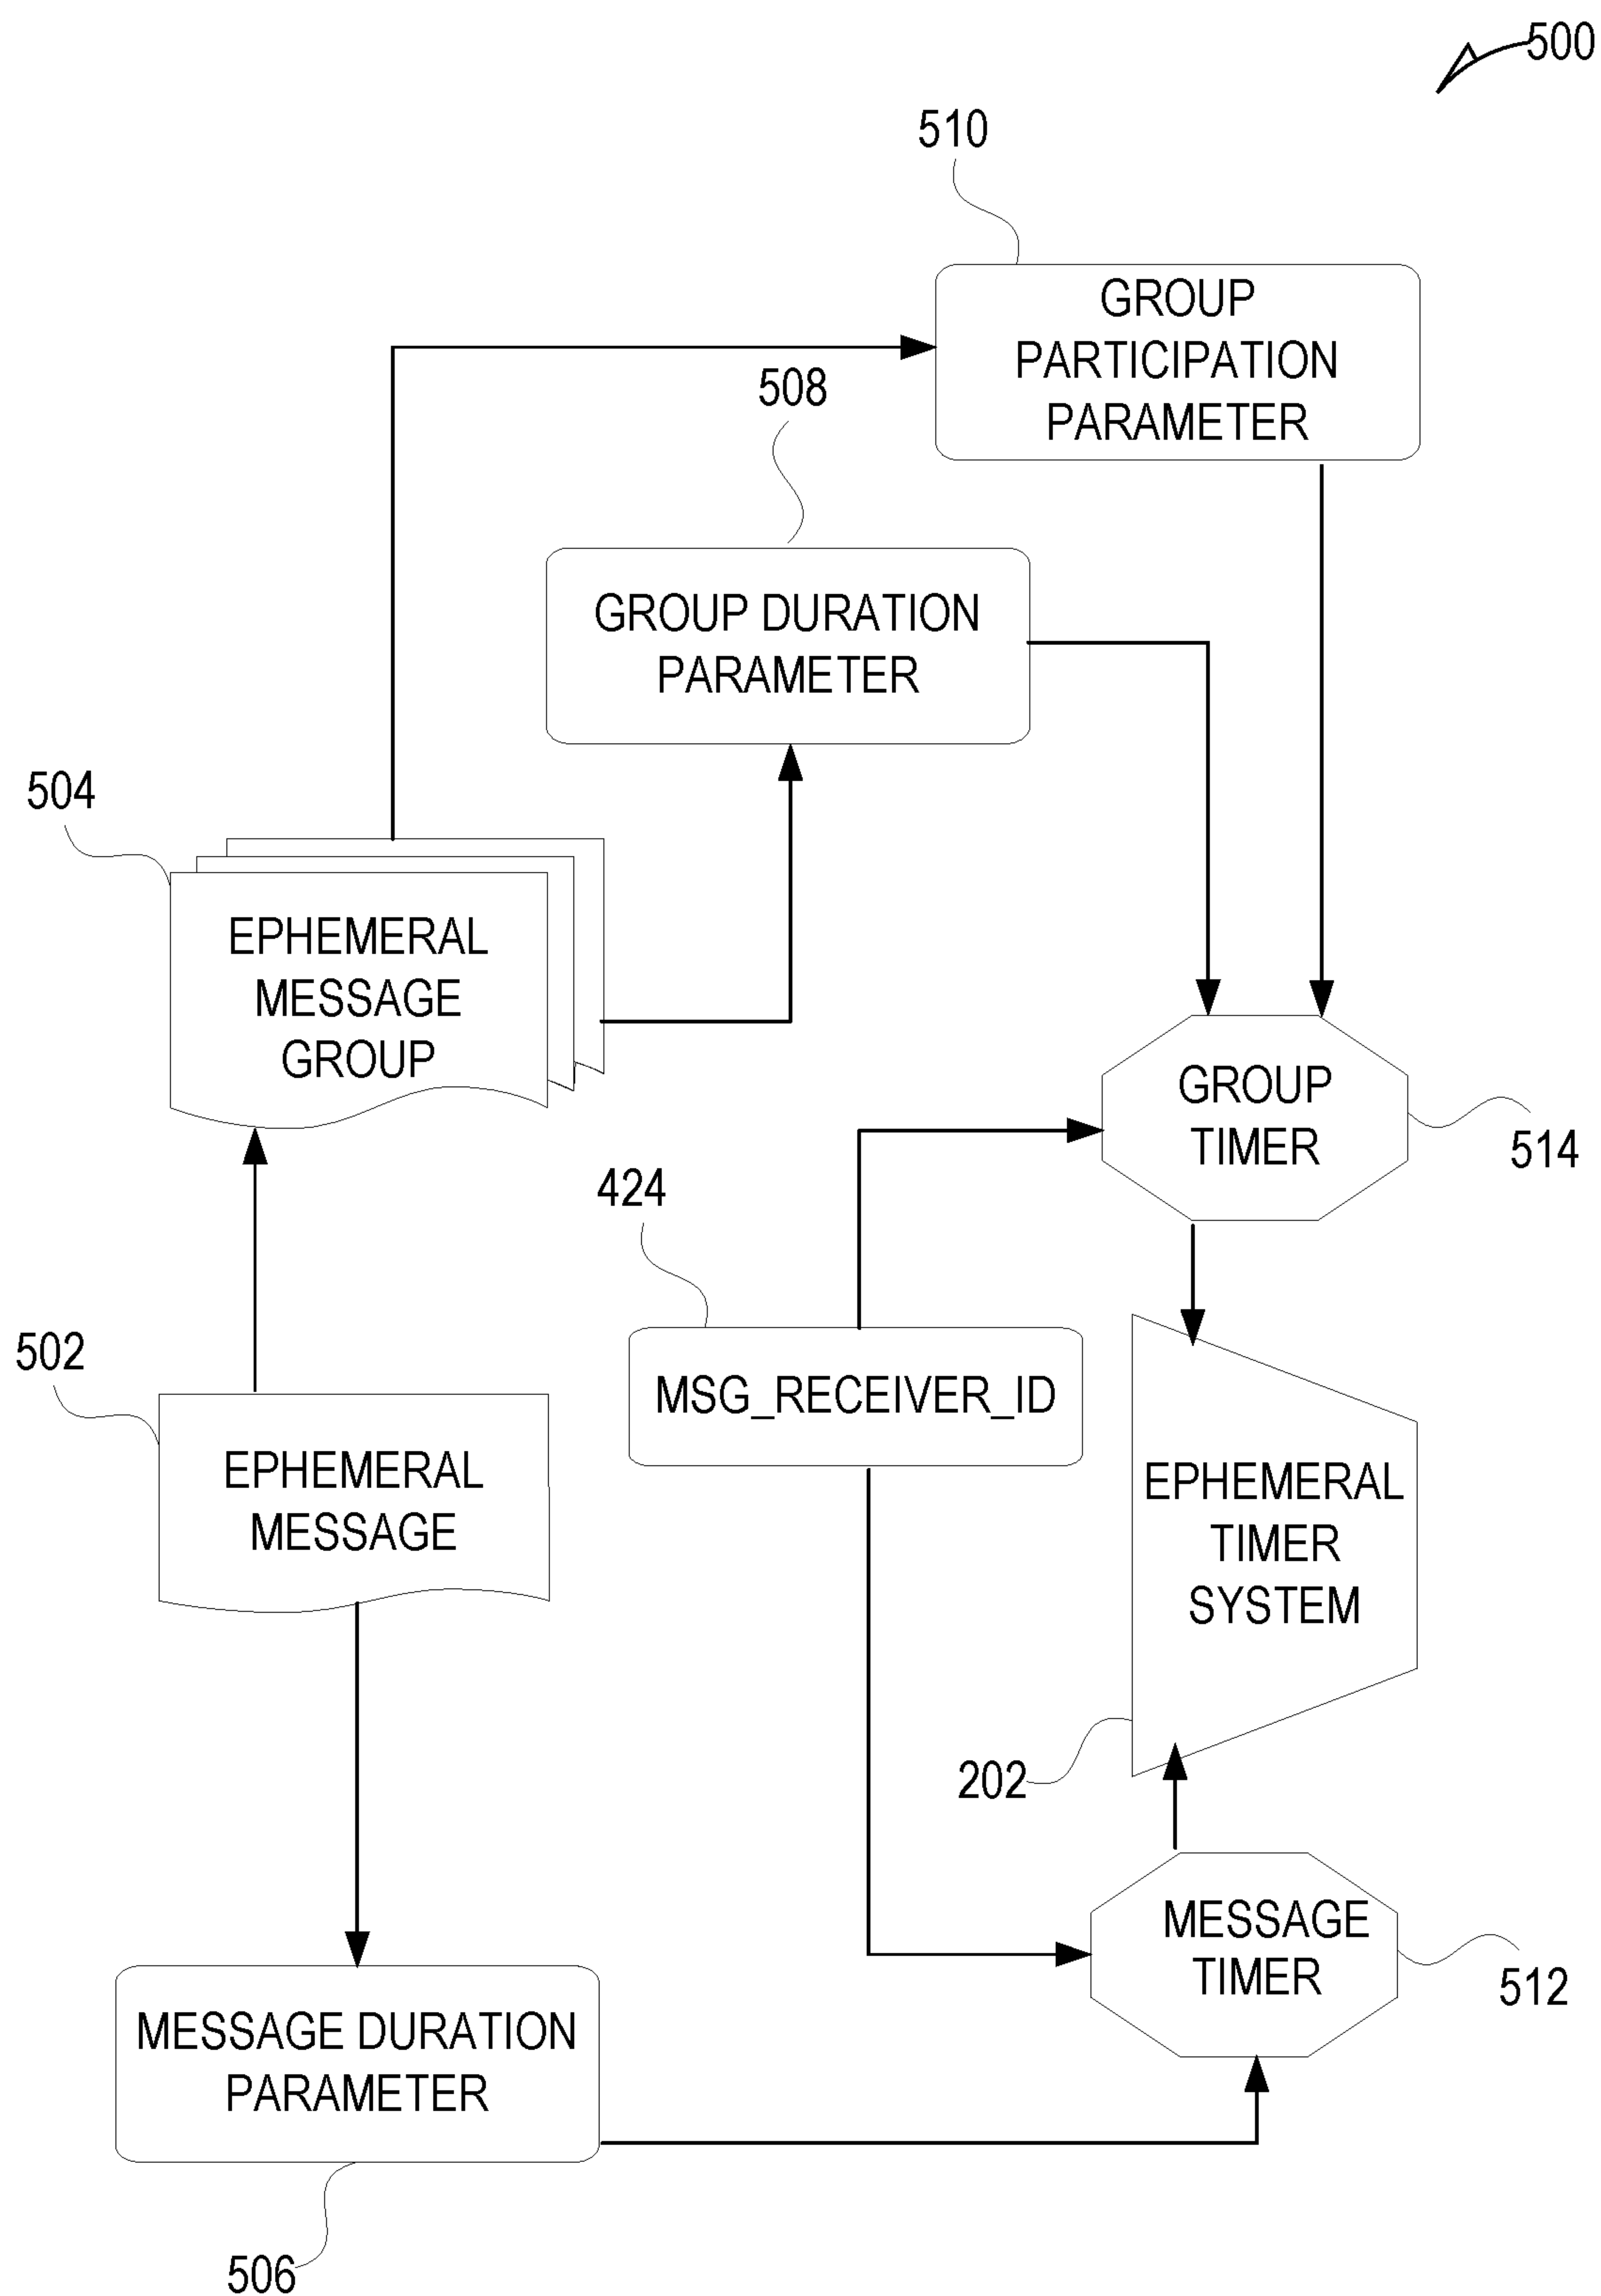 500
510
GROUP
PARTICIPATION
PARAMETER
508
GROUP DURATION
PARAMETER
504
EPHEMERAL
MESSAGE
GROUP
GROUP
TIMER
514
424
MSG_RECEIVER_ID
502
EPHEMERAL
MESSAGE
EPHEMERAL
TIMER
SYSTEM
202
MESSAGE
TIMER
512
MESSAGE DURATION
PARAMETER
506